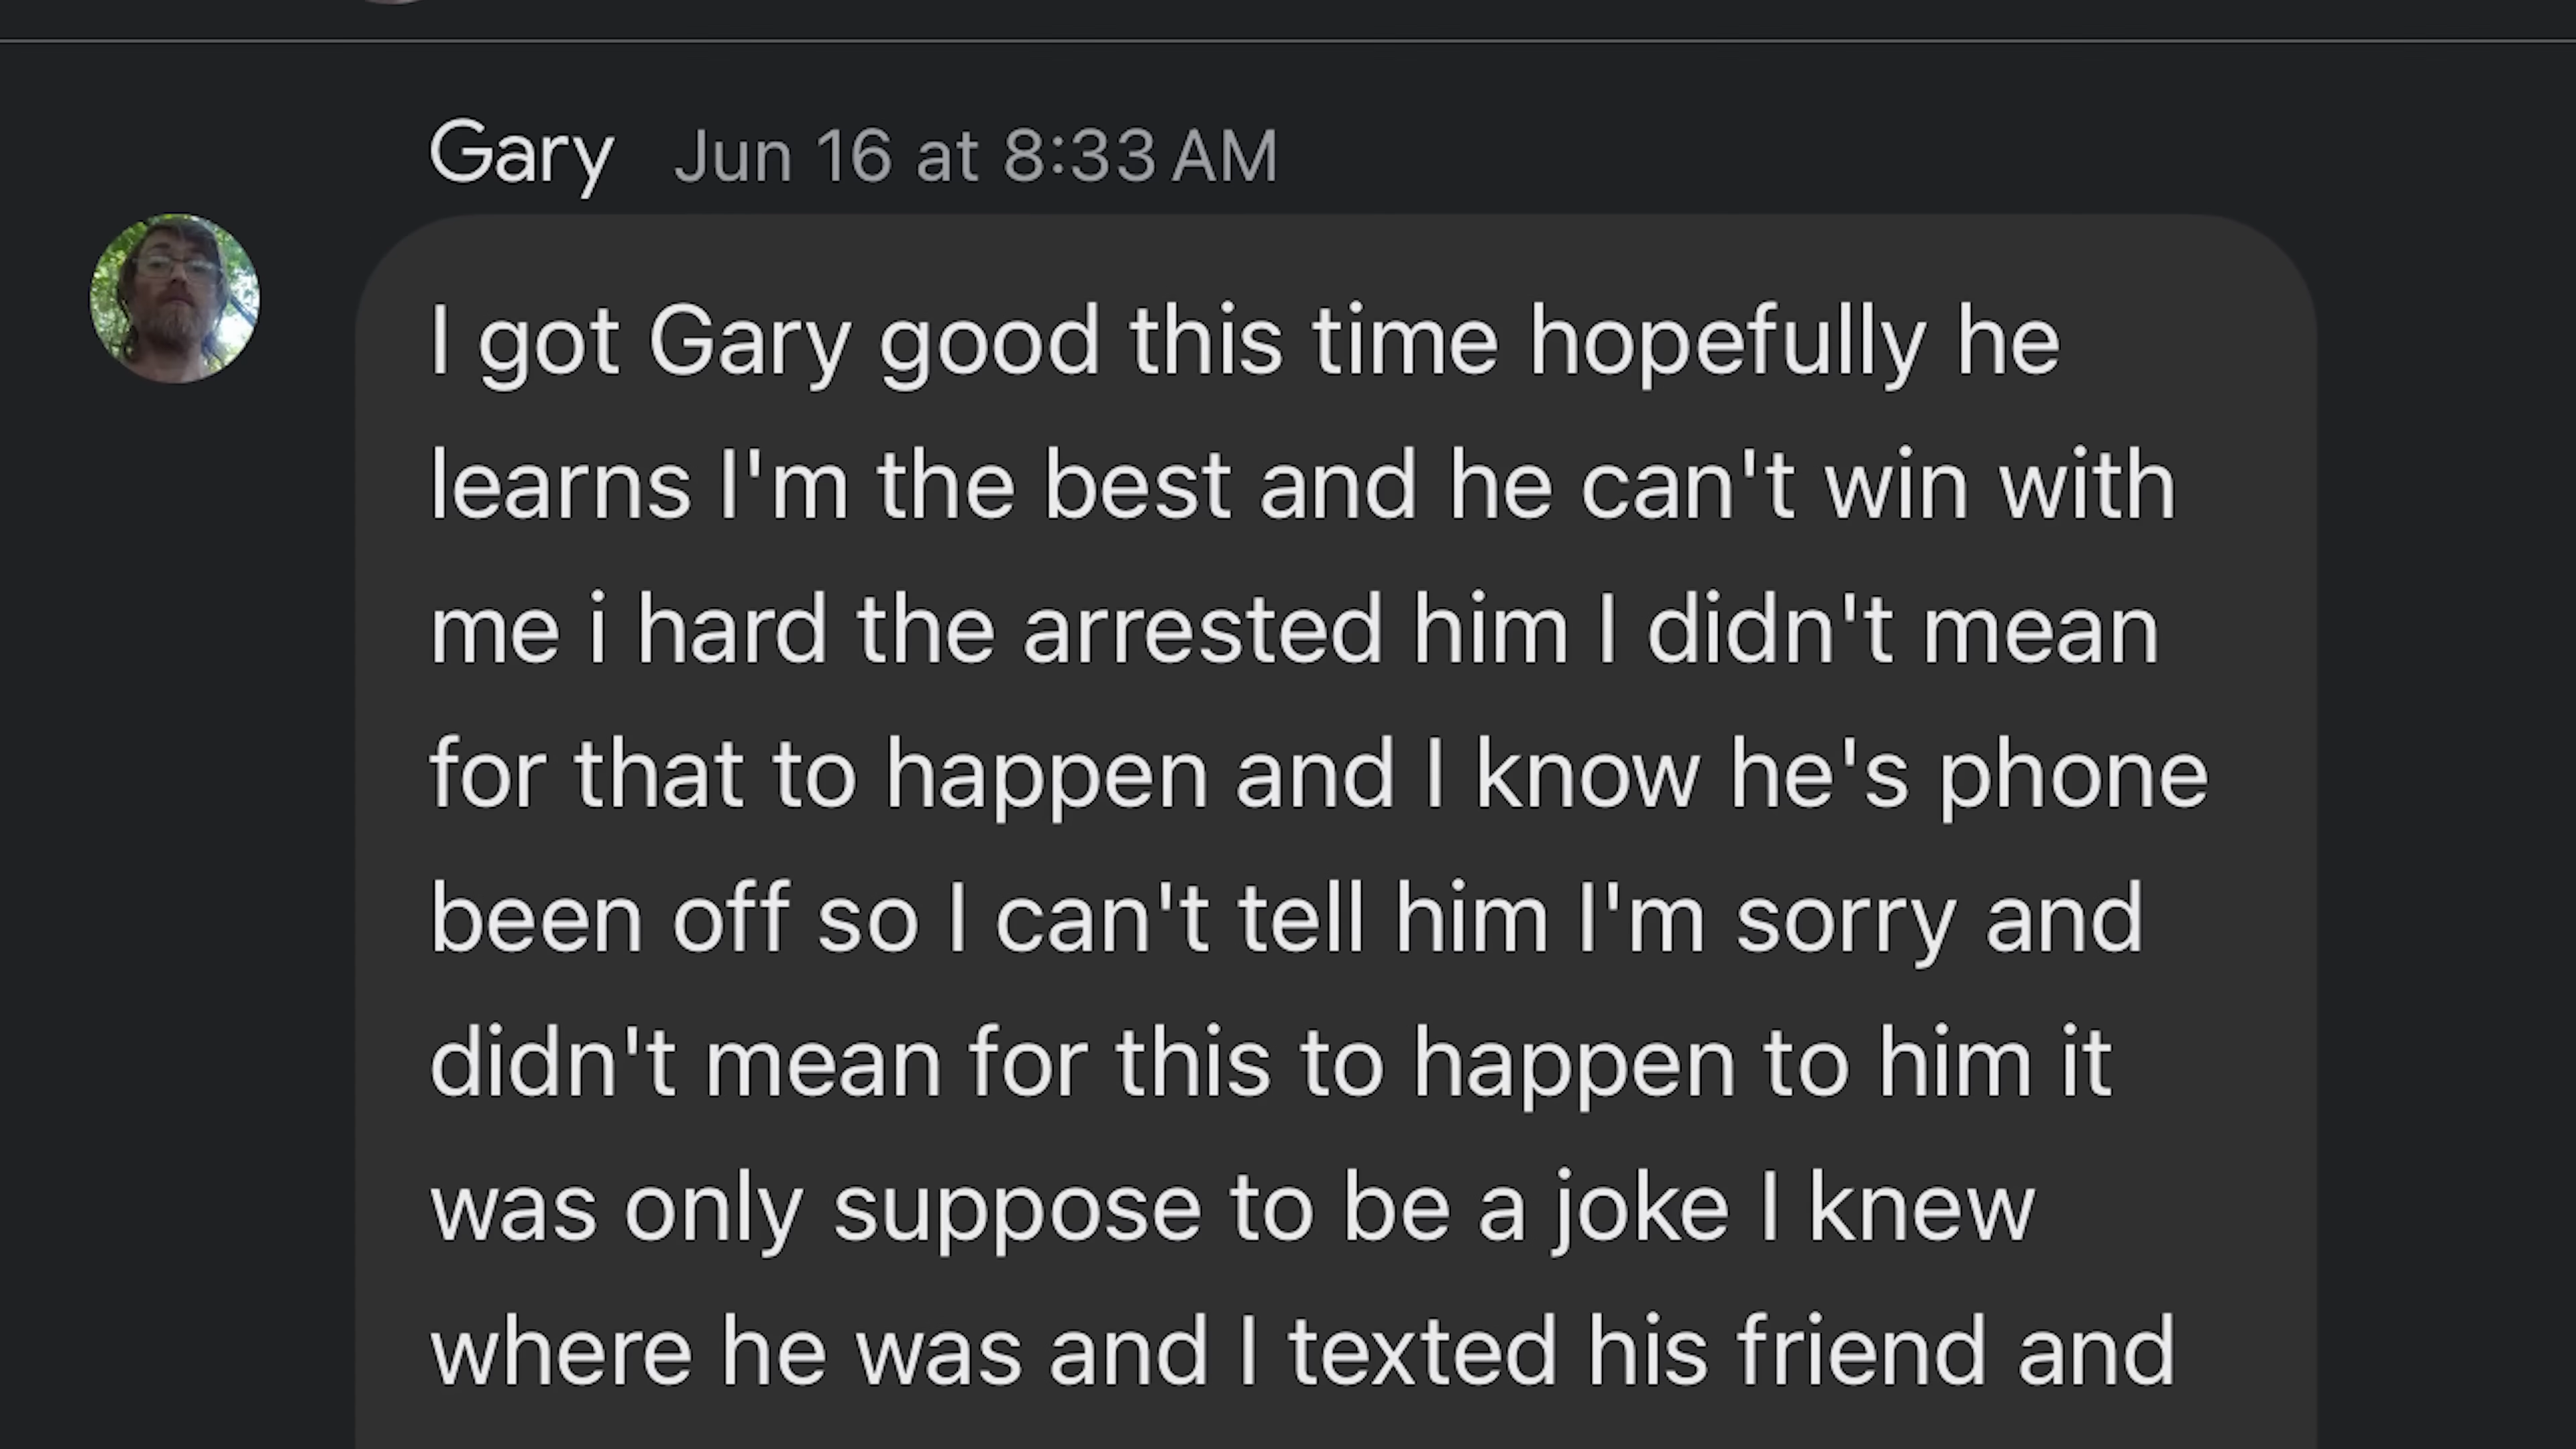 Gary Jun 16 at 8:33 AM
I got Gary good this time hopefully he
learns I'm the best and he can't win with
me i hard the arrested him I didn't mean
for that to happen and I know he's phone
been off so I can't tell him I'm sorry and
didn't mean for this to happen to him it
was only suppose to be a joke I knew
where he was and I texted his friend and